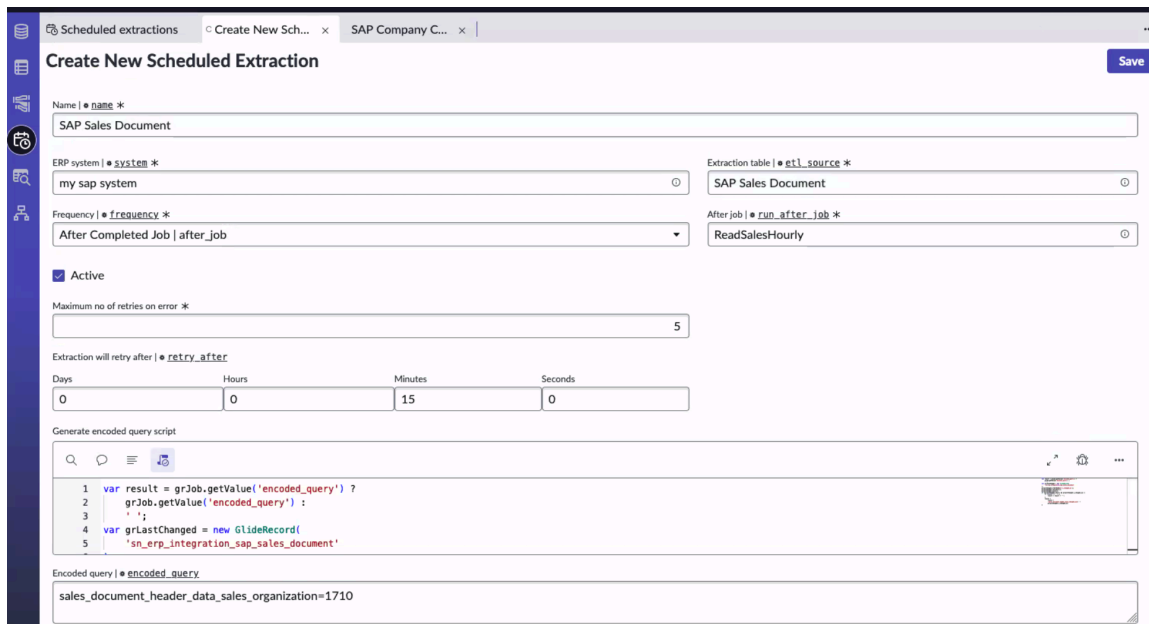 Scheduled extractions
Create New Sch... ×
SAP Company C... ×
Create New Scheduled Extraction
Save
Name | name *
SAP Sales Document
ERP system | system *
my sap system
Extraction table | etl_source *
SAP Sales Document
Frequency | frequency *
After Completed Job | after_job
After job | run_after_job *
ReadSalesHourly
Active
Maximum no of retries on error *
5
Extraction will retry after | retry_after
Days
Hours
Minutes
Seconds
0
0
15
0
Generate encoded query script
1 var result = grJob.getValue('encoded_query') ?
2 grJob.getValue('encoded_query') :
3 ' ';
4 var grLastChanged = new GlideRecord(
5 'sn_erp_integration_sap_sales_document'
Encoded query | encoded_query
sales_document_header_data_sales_organization=1710